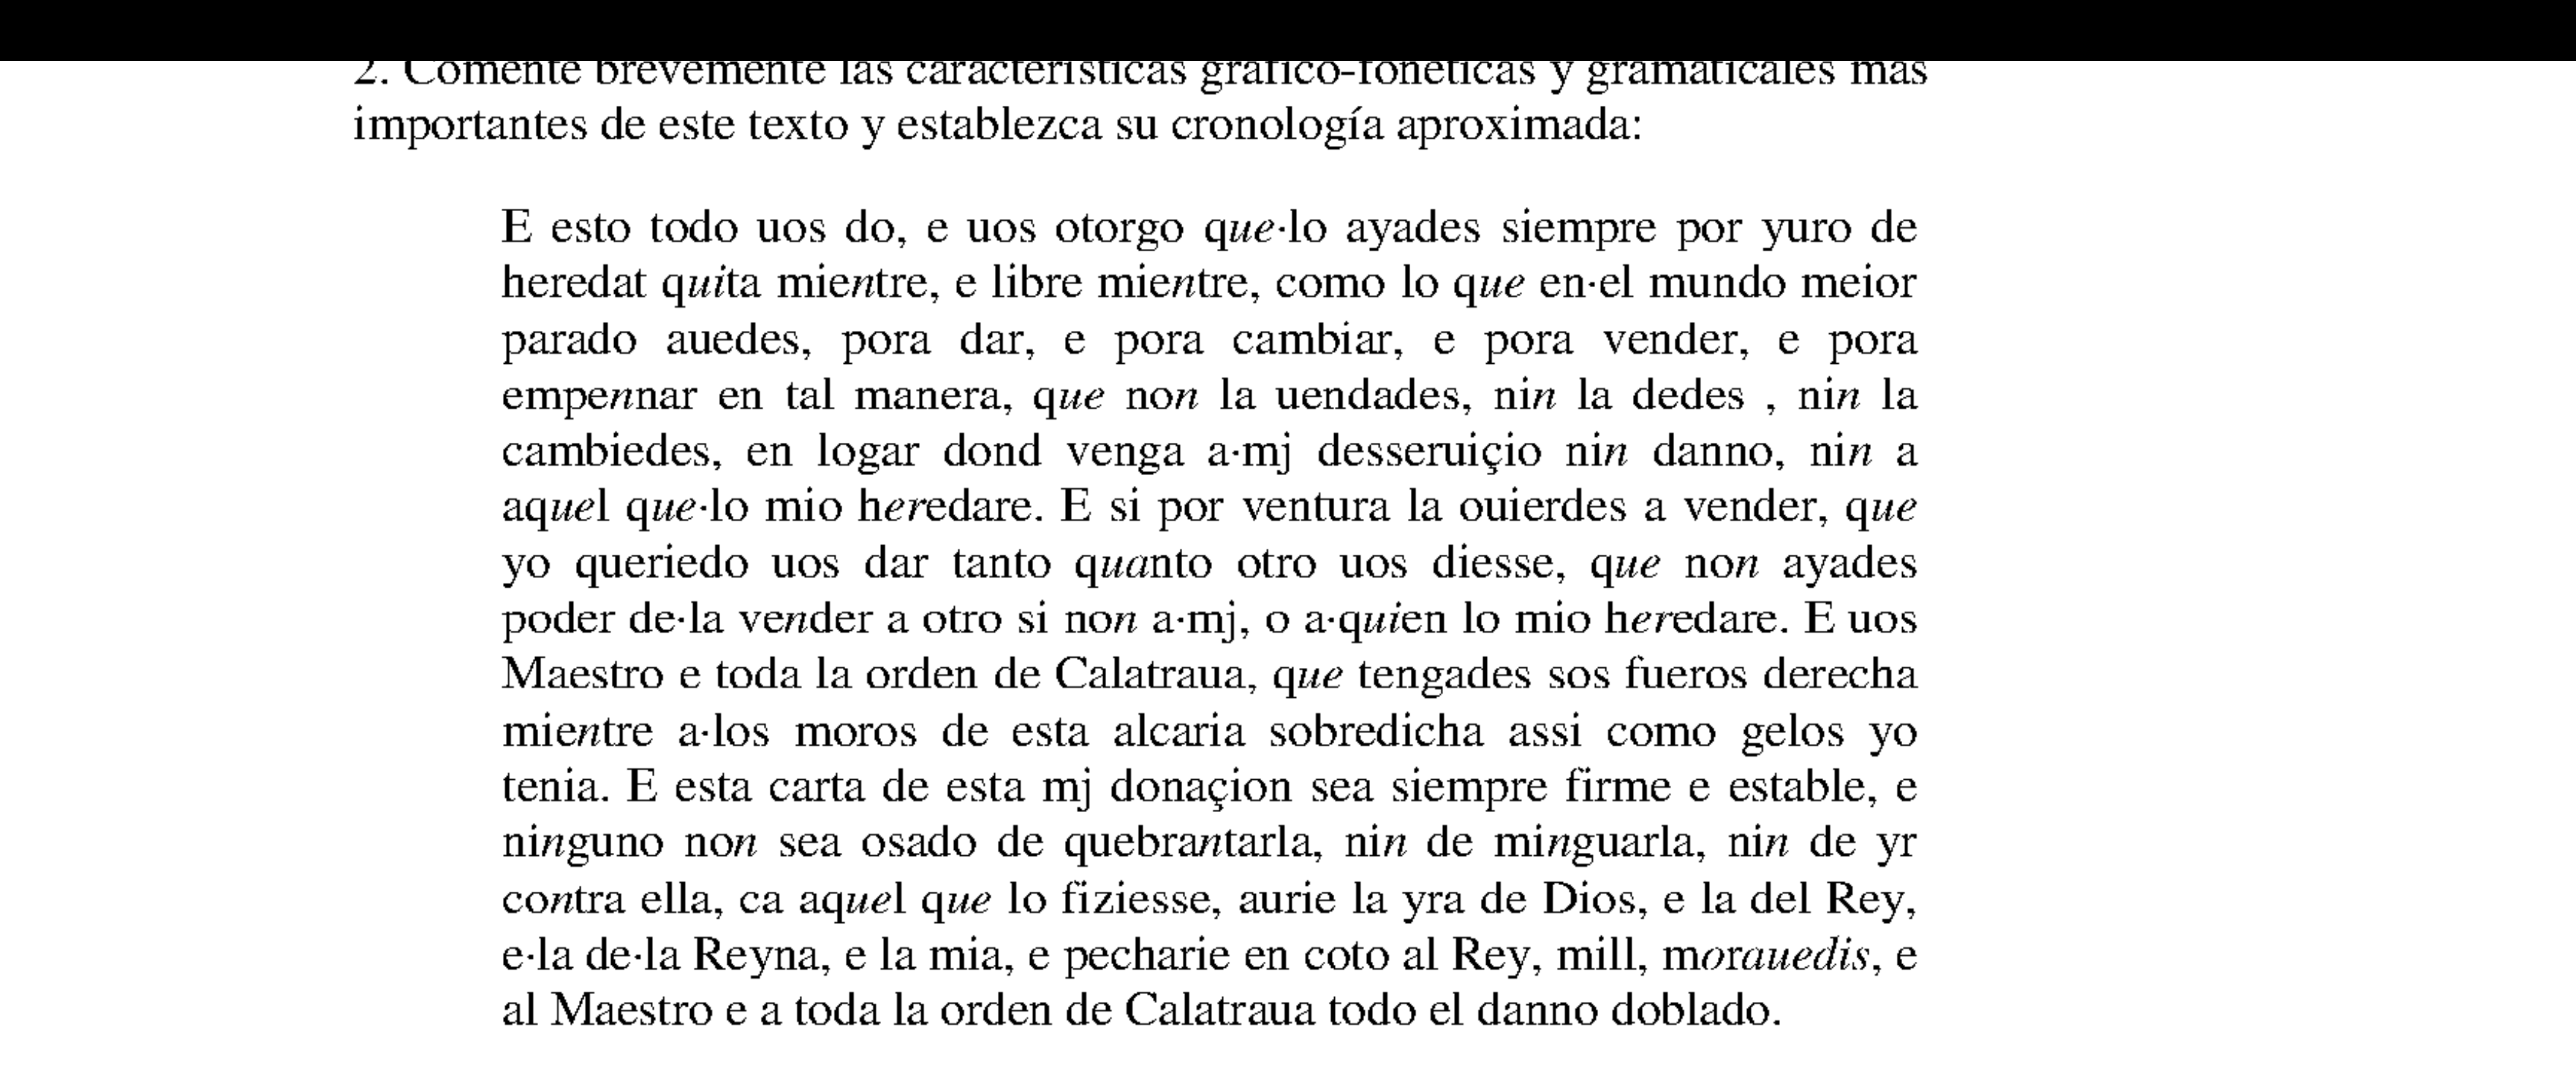 2. Comente brevemente las características gráfico-fonéticas y gramaticales más
importantes de este texto y establezca su cronología aproximada:
E esto todo uos do, e uos otorgo que·lo ayades siempre por yuro de
heredat quita mientre, e libre mientre, como lo que en·el mundo meior
parado auedes, pora dar, e pora cambiar, e pora vender, e pora
empennar en tal manera, que non la uendades, nin la dedes , nin la
cambiedes, en logar dond venga a·mj desseruiçio nin danno, nin a
aquel que·lo mio heredare. E si por ventura la ouierdes a vender, que
yo queriedo uos dar tanto quanto otro uos diesse, que non ayades
poder de·la vender a otro si non a·mj, o a·quien lo mio heredare. E uos
Maestro e toda la orden de Calatraua, que tengades sos fueros derecha
mientre a·los moros de esta alcaria sobredicha assi como gelos yo
tenia. E esta carta de esta mj donaçion sea siempre firme e estable, e
ninguno non sea osado de quebrantarla, nin de minguarla, nin de yr
contra ella, ca aquel que lo fiziesse, aurie la yra de Dios, e la del Rey,
e·la de·la Reyna, e la mia, e pecharie en coto al Rey, mill, morauedis, e
al Maestro e a toda la orden de Calatraua todo el danno doblado.